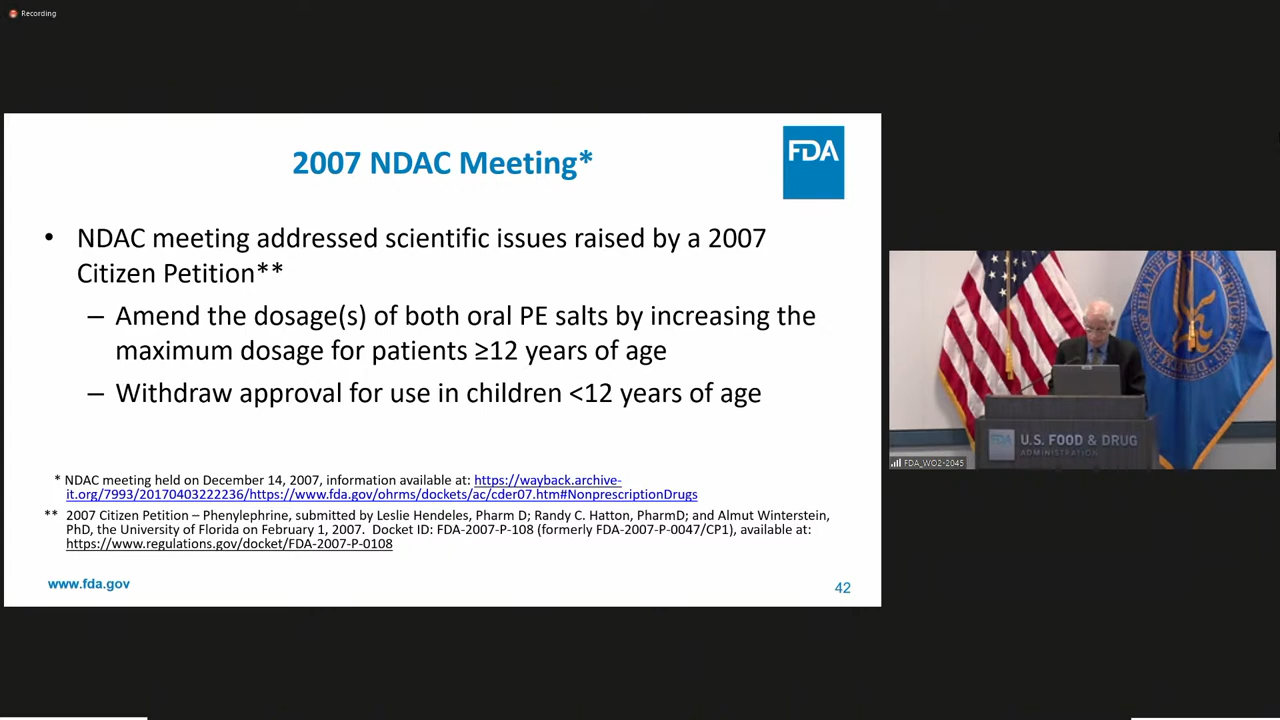 Recording
2007 NDAC Meeting*
FDA
• NDAC meeting addressed scientific issues raised by a 2007
Citizen Petition**
– Amend the dosage(s) of both oral PE salts by increasing the
maximum dosage for patients ≥12 years of age
– Withdraw approval for use in children <12 years of age
* NDAC meeting held on December 14, 2007, information available at: https://wayback.archive-
it.org/7993/20170403222236/https://www.fda.gov/ohrms/dockets/ac/cder07.htm#NonprescriptionDrugs
** 2007 Citizen Petition – Phenylephrine, submitted by Leslie Hendeles, Pharm D; Randy C. Hatton, PharmD; and Almut Winterstein,
PhD, the University of Florida on February 1, 2007. Docket ID: FDA-2007-P-108 (formerly FDA-2007-P-0047/CP1), available at:
https://www.regulations.gov/docket/FDA-2007-P-0108
www.fda.gov
42
U.S. FOOD & DRUG
ADMINISTRATION
FDA_WO2-2045